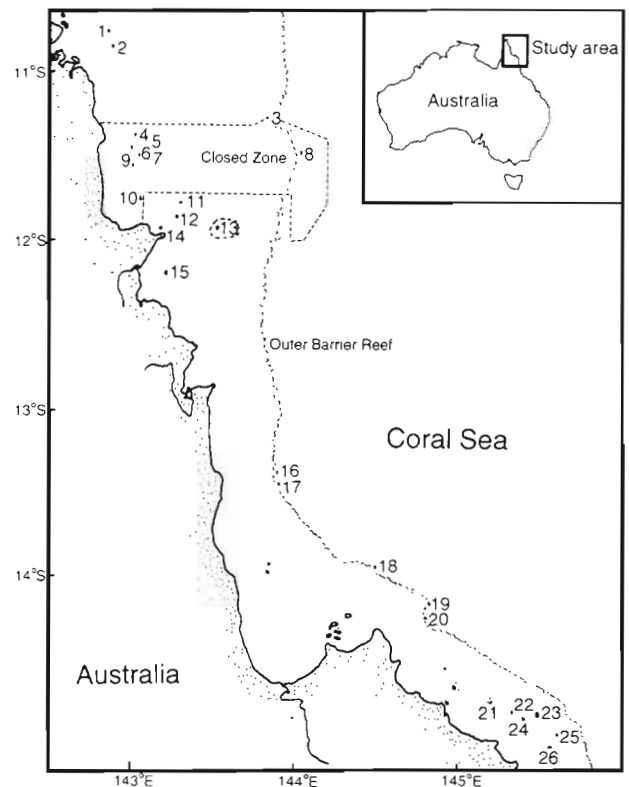 1
2
Study area
Australia
11°S
3
4
5
6
7
9
Closed Zone
8
10
11
12
13
14
12°S
15
Outer Barrier Reef
13°S
Coral Sea
16
17
18
14°S
19
20
Australia
21
22
23
24
25
26
143°E
144°E
145°E